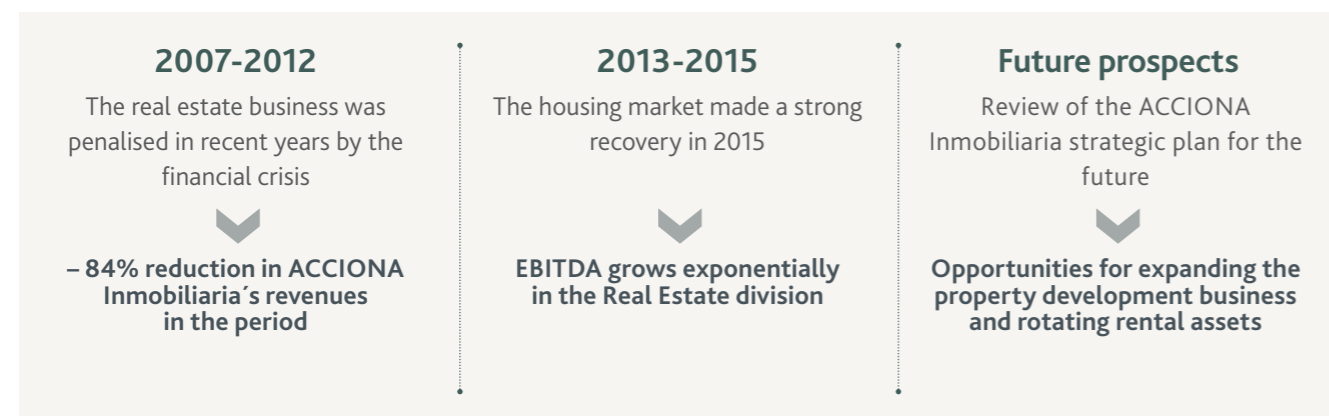 2007-2012
The real estate business was
penalised in recent years by the
financial crisis
– 84% reduction in ACCIONA
Inmobiliaria´s revenues
in the period
2013-2015
The housing market made a strong
recovery in 2015
EBITDA grows exponentially
in the Real Estate division
Future prospects
Review of the ACCIONA
Inmobiliaria strategic plan for the
future
Opportunities for expanding the
property development business
and rotating rental assets